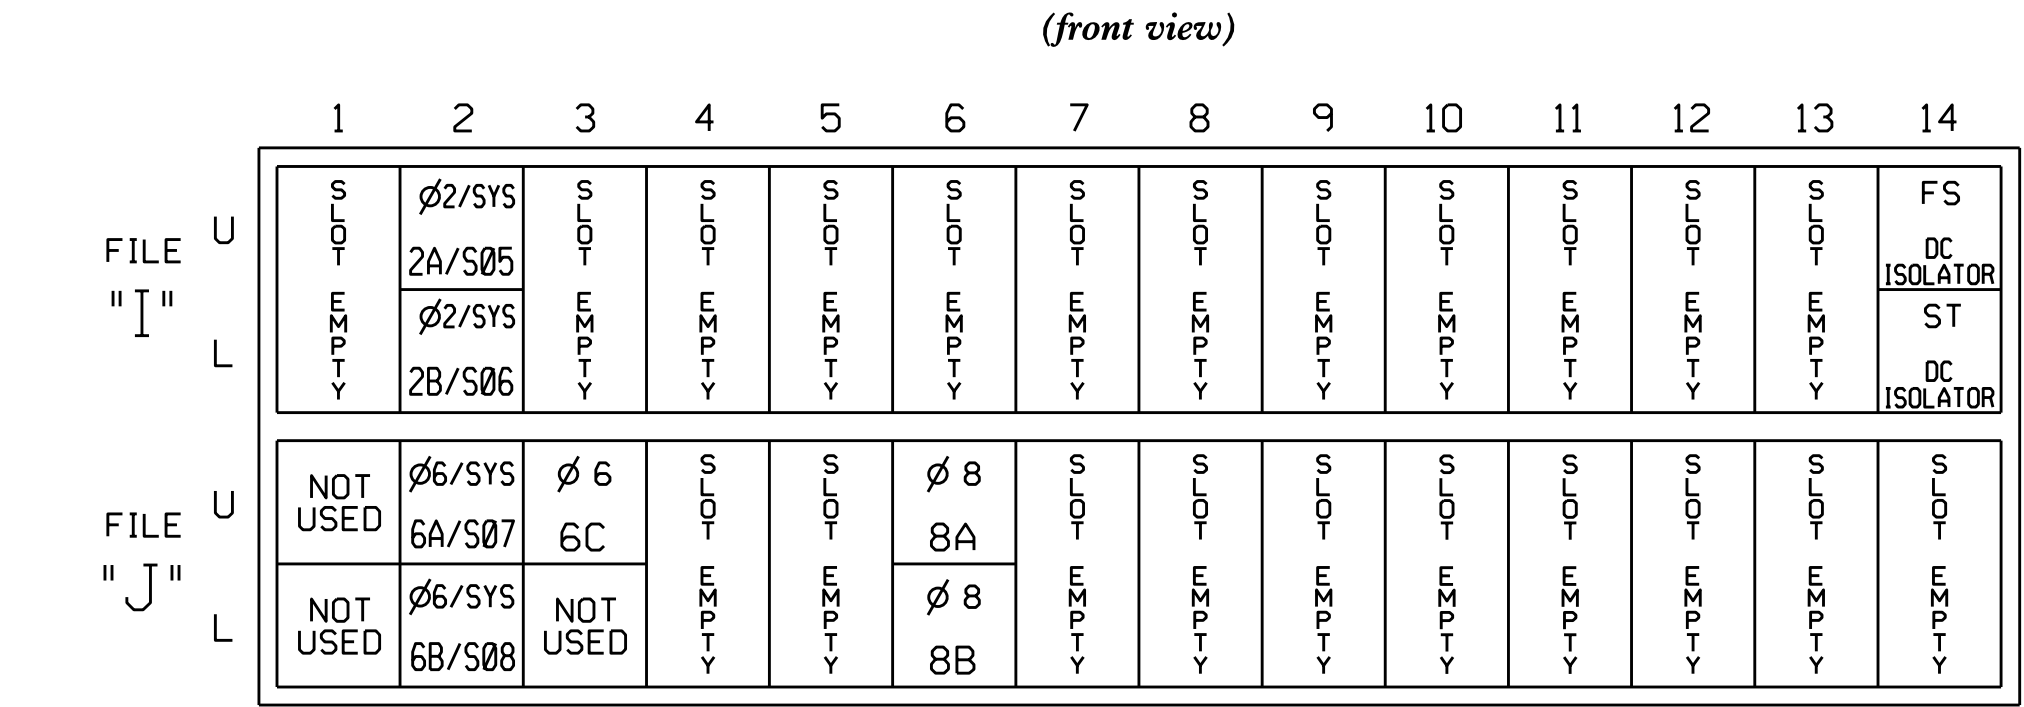 (front view)
1 2 3 4 5 6 7 8 9 10 11 12 13 14
FILE
"I"
U
L
SLOT EMPTY
Ø2/SYS
2A/S05
Ø2/SYS
2B/S06
SLOT EMPTY
SLOT EMPTY
SLOT EMPTY
SLOT EMPTY
SLOT EMPTY
SLOT EMPTY
SLOT EMPTY
SLOT EMPTY
SLOT EMPTY
SLOT EMPTY
SLOT EMPTY
FS
DC
ISOLATOR
ST
DC
ISOLATOR
FILE
"J"
U
L
NOT
USED
NOT
USED
Ø6/SYS
6A/S07
Ø6/SYS
6B/S08
Ø 6
6C
NOT
USED
SLOT EMPTY
SLOT EMPTY
Ø 8
8A
Ø 8
8B
SLOT EMPTY
SLOT EMPTY
SLOT EMPTY
SLOT EMPTY
SLOT EMPTY
SLOT EMPTY
SLOT EMPTY
SLOT EMPTY